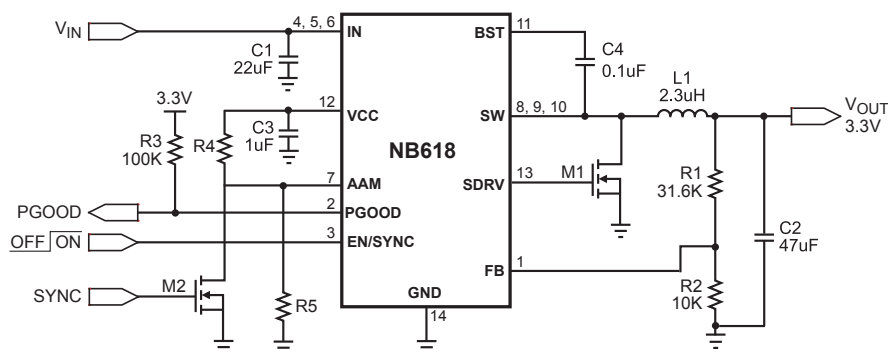 V_IN
4, 5, 6
IN
C1
22uF
3.3V
R3
100K
R4
12
VCC
C3
1uF
7
AAM
PGOOD
2
PGOOD
OFF ON
3
EN/SYNC
SYNC
M2
R5
NB618
GND
14
BST
11
C4
0.1uF
L1
2.3uH
SW
8, 9, 10
V_OUT
3.3V
SDRV
13
M1
R1
31.6K
C2
47uF
FB
1
R2
10K